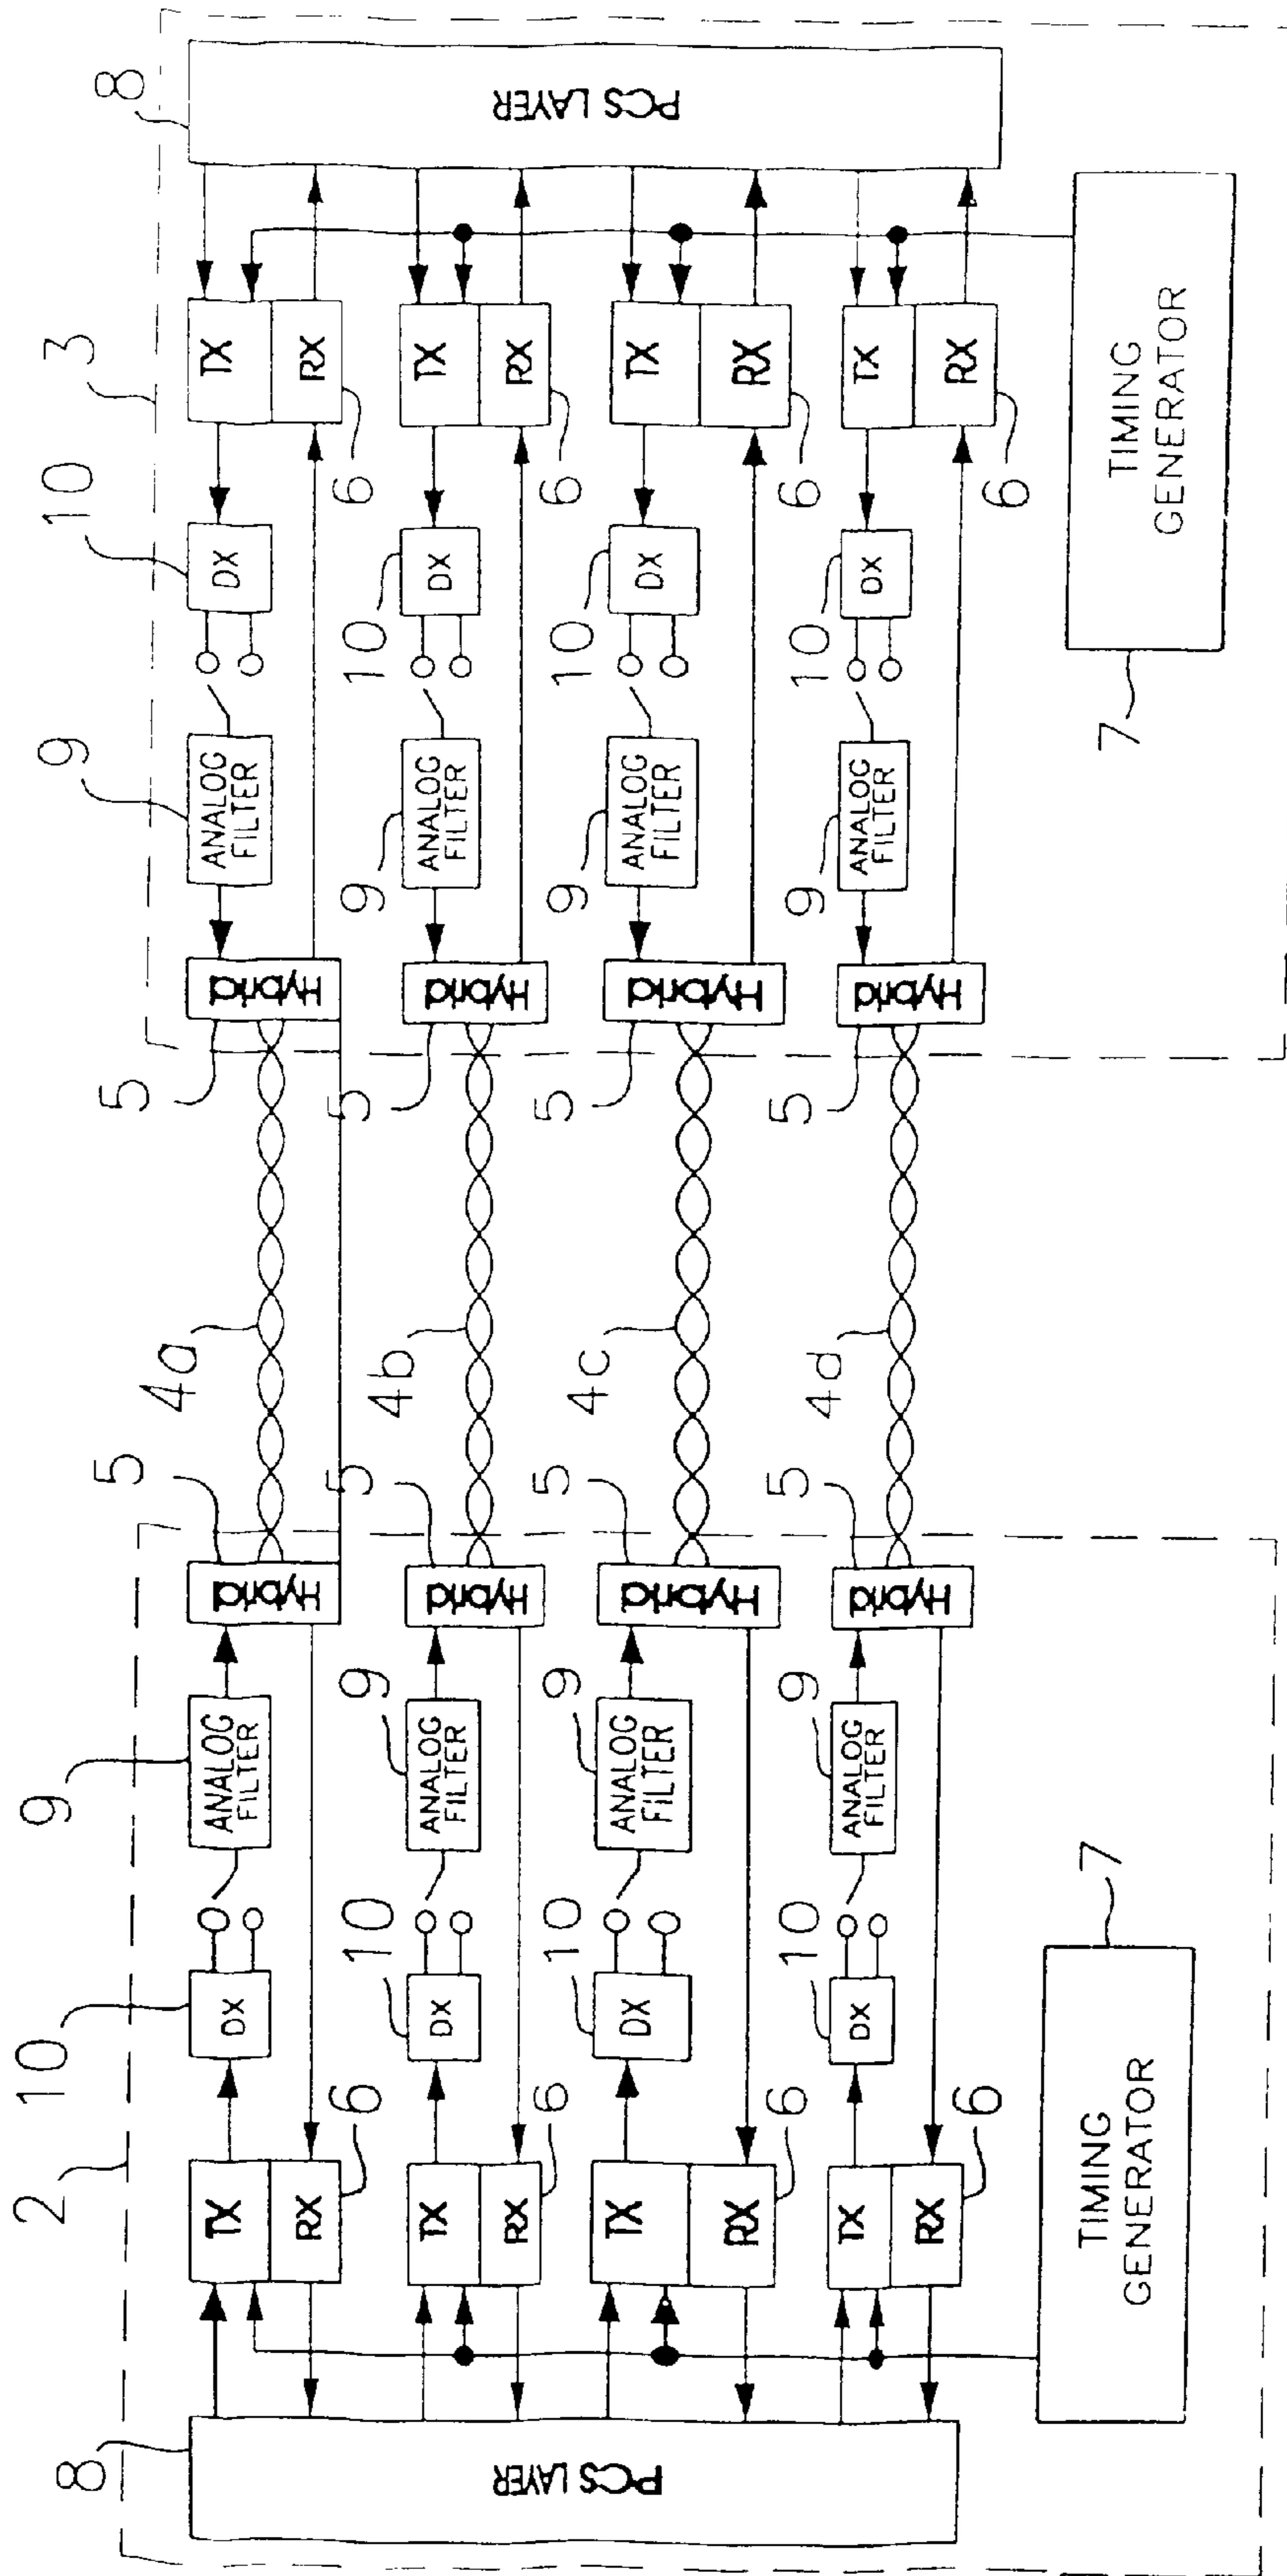 2
10
9
5
4a
5
9
10
3
8
PCS LAYER
TX
RX
6
DX
ANALOG
FILTER
Hybrid
Hybrid
ANALOG
FILTER
DX
TX
RX
6
PCS LAYER
8
TX
RX
6
DX
10
ANALOG
FILTER
9
Hybrid
5
4b
5
Hybrid
ANALOG
FILTER
9
DX
10
TX
RX
6
TX
RX
6
DX
10
ANALOG
FILTER
9
Hybrid
5
4c
5
Hybrid
ANALOG
FILTER
9
DX
10
TX
RX
6
TX
RX
6
DX
10
ANALOG
FILTER
9
Hybrid
5
4d
5
Hybrid
ANALOG
FILTER
9
DX
10
TX
RX
6
TIMING
GENERATOR
7
TIMING
GENERATOR
7